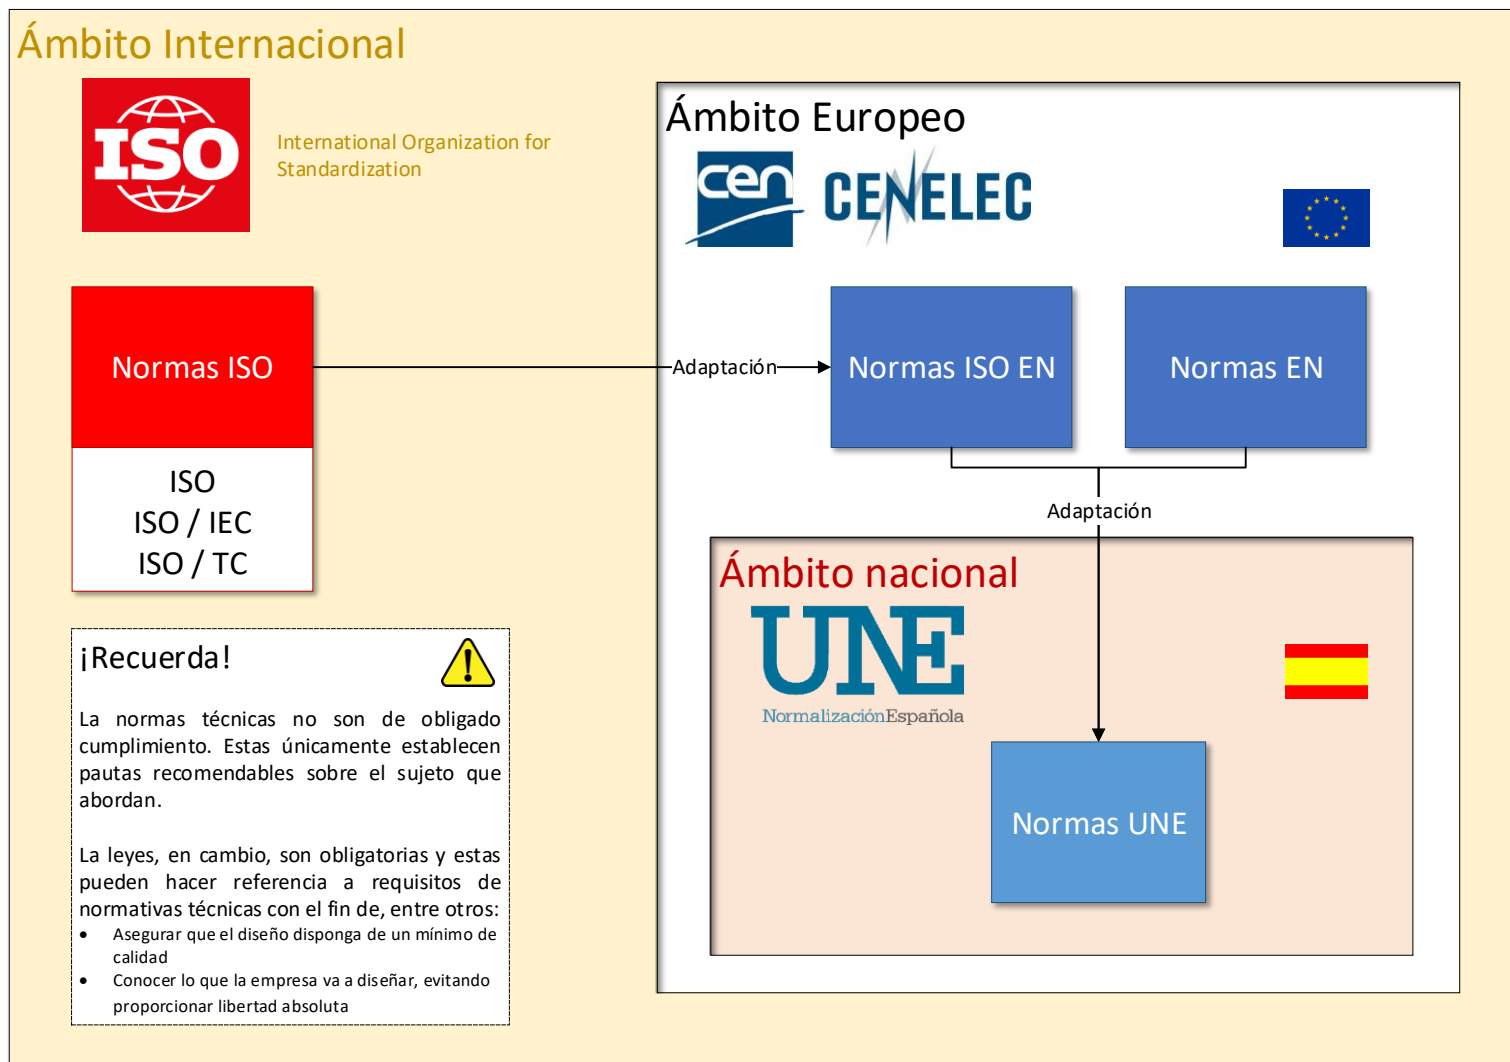 Ámbito Internacional
ISO
International Organization for
Standardization
Ámbito Europeo
cen
CENELEC
Normas ISO
Adaptación
Normas ISO EN
Normas EN
ISO
ISO / IEC
ISO / TC
Adaptación
Ámbito nacional
UNE
NormalizaciónEspañola
Normas UNE
¡Recuerda!
La normas técnicas no son de obligado
cumplimiento. Estas únicamente establecen
pautas recomendables sobre el sujeto que
abordan.
La leyes, en cambio, son obligatorias y estas
pueden hacer referencia a requisitos de
normativas técnicas con el fin de, entre otros:
• Asegurar que el diseño disponga de un mínimo de
calidad
• Conocer lo que la empresa va a diseñar, evitando
proporcionar libertad absoluta